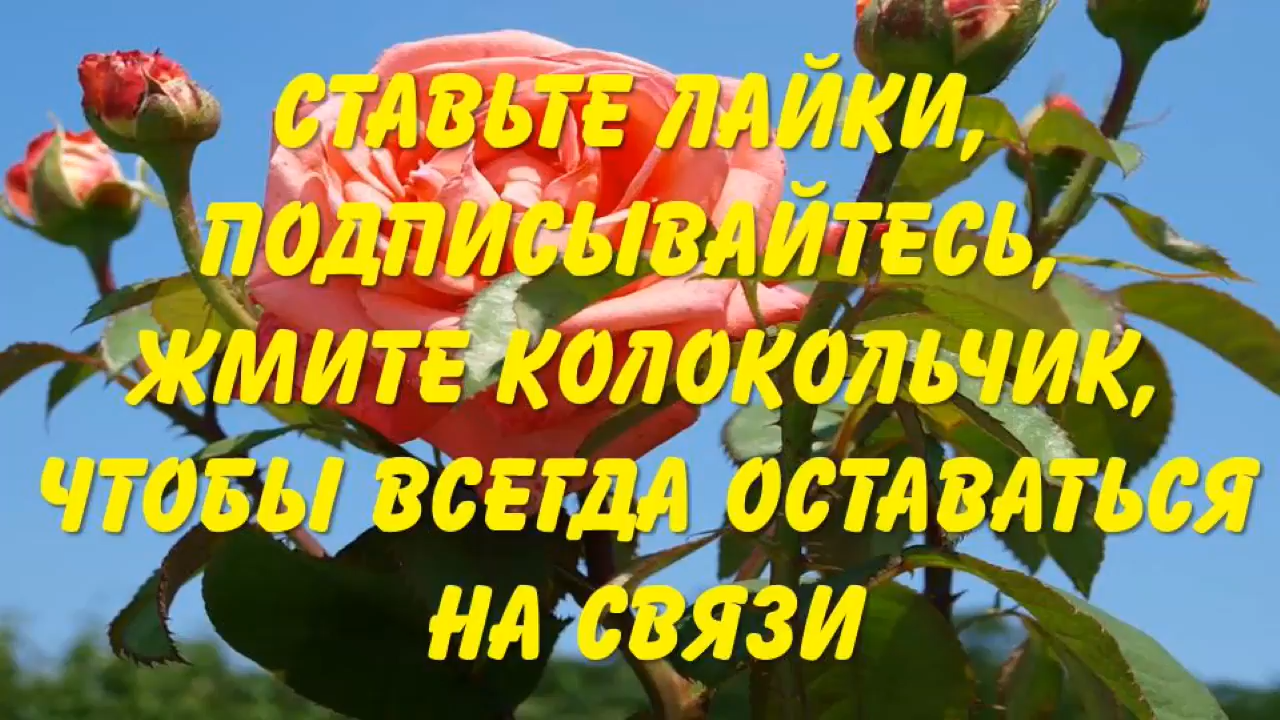 СТАВЬТЕ ЛАЙКИ,
ПОДПИСЫВАЙТЕСЬ,
ЖМИТЕ КОЛОКОЛЬЧИК,
ЧТОБЫ ВСЕГДА ОСТАВАТЬСЯ
НА СВЯЗИ